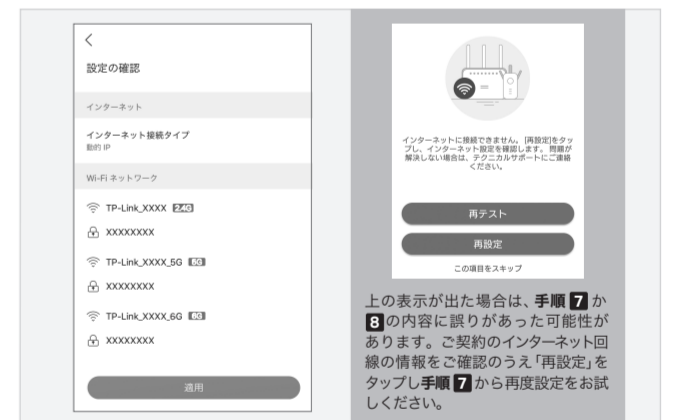 設定の確認
インターネット
インターネット接続タイプ
動的 IP
Wi-Fi ネットワーク
TP-Link_XXXX 2.4G
XXXXXXXX
TP-Link_XXXX_5G 5G
XXXXXXXX
TP-Link_XXXX_6G 6G
XXXXXXXX
適用
インターネットに接続できません。[再設定]をタッ
プし、インターネット設定を確認します。 問題が
解決しない場合は、テクニカルサポートにご連絡
ください。
再テスト
再設定
この項目をスキップ
上の表示が出た場合は、手順 7 か
8 の内容に誤りがあった可能性が
あります。ご契約のインターネット回
線の情報をご確認のうえ「再設定」を
タップし手順 7 から再度設定をお試
しください。